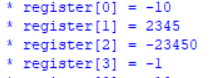 * register[0] = -10
* register[1] = 2345
* register[2] = -23450
* register[3] = -1